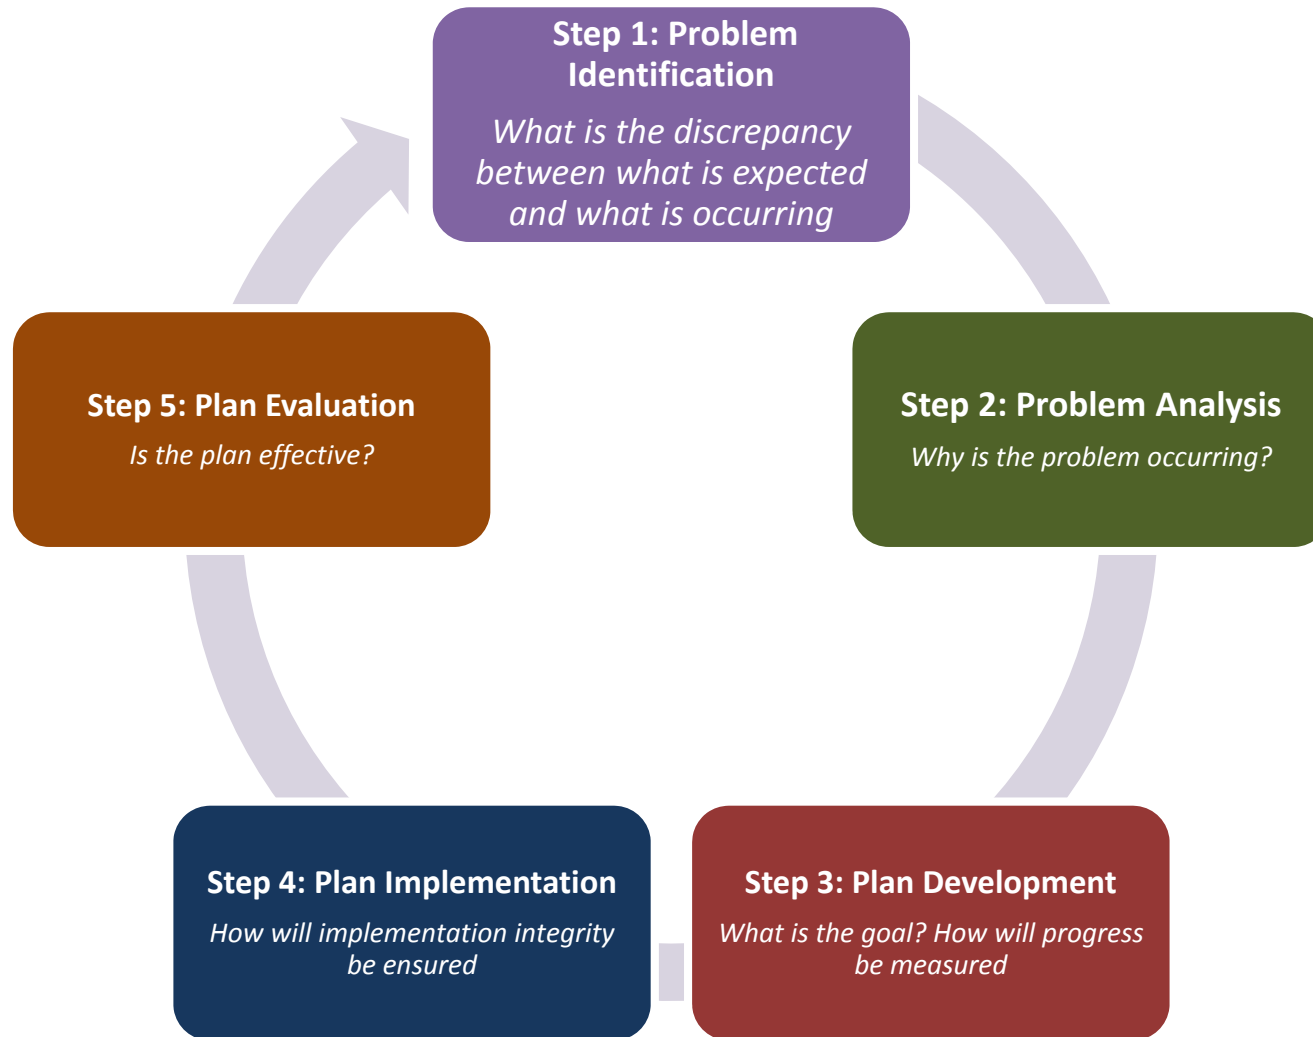 Step 1: Problem
Identification
What is the discrepancy
between what is expected
and what is occurring
Step 2: Problem Analysis
Why is the problem occurring?
Step 3: Plan Development
What is the goal? How will progress
be measured
Step 4: Plan Implementation
How will implementation integrity
be ensured
Step 5: Plan Evaluation
Is the plan effective?